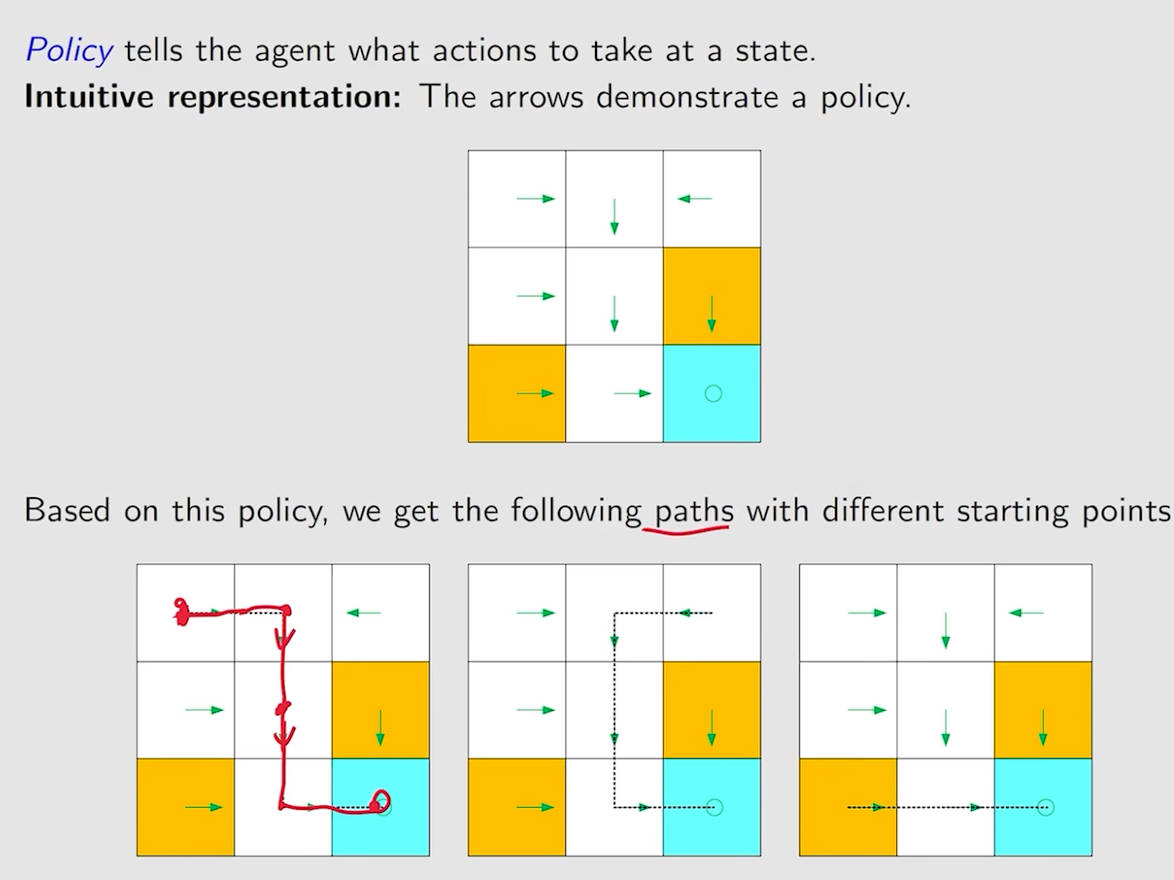 Policy tells the agent what actions to take at a state.
Intuitive representation: The arrows demonstrate a policy.
Based on this policy, we get the following paths with different starting points